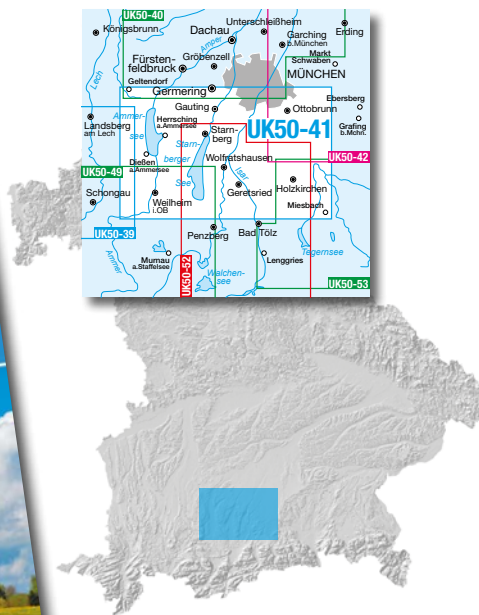 UK50-40
Königsbrunn
Unterschleißheim
Dachau
Garching
b.München
Erding
Amper
Markt
Schwaben
Fürsten-
feldbruck
Gröbenzell
MÜNCHEN
Lech
Geltendorf
Germering
Ebersberg
Gauting
Ottobrunn
Landsberg
am Lech
Ammer-
see
Herrsching
a.Ammersee
Starn-
berg
UK50-41
Grafing
b.Mchn.
Starn-
berger
See
Dießen
a.Ammersee
Wolfratshausen
Isar
UK50-42
UK50-49
Schongau
Geretsried
Holzkirchen
Weilheim
i.OB
Miesbach
UK50-39
Penzberg
Bad Tölz
Ammer
Murnau
a.Staffelsee
UK50-52
Walchen-
see
Lenggries
Tegernsee
UK50-53